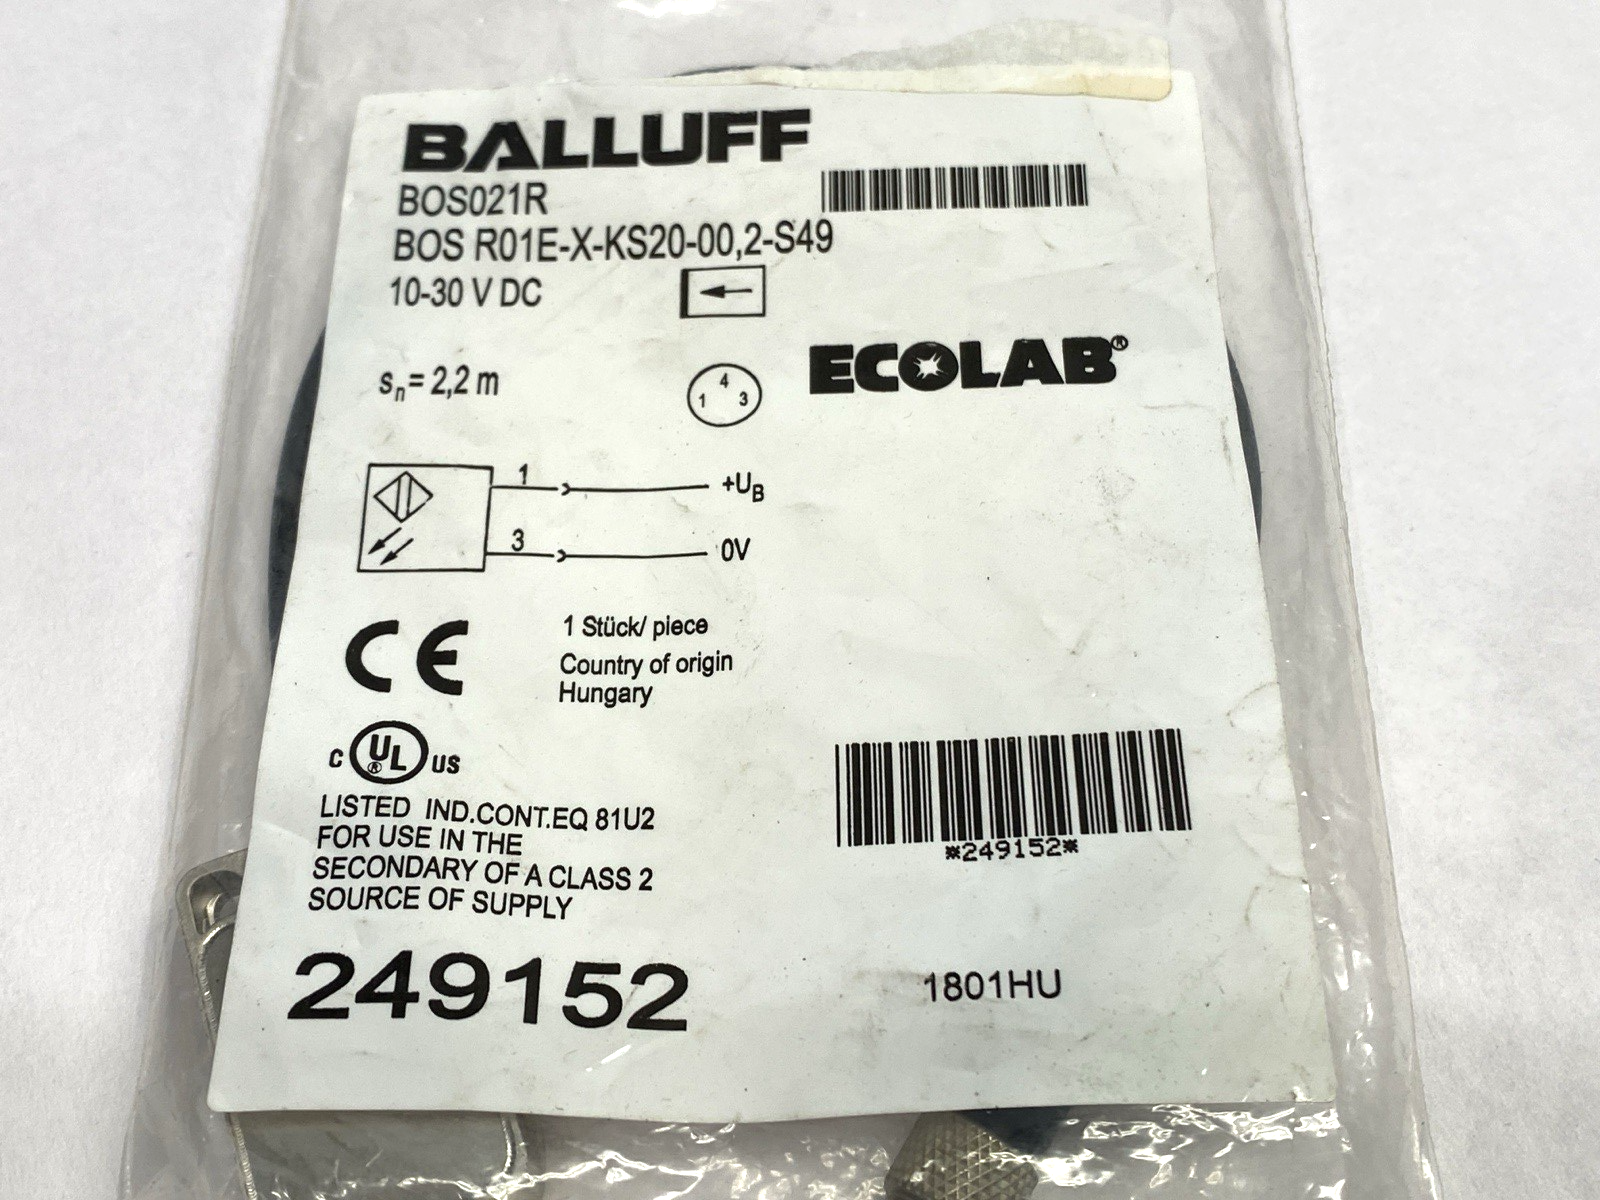 BALLUFF
BOS021R
BOS R01E-X-KS20-00,2-S49
10-30 V DC
sn= 2,2 m
4
1 3
ECOLAB®
1
+UB
3
0V
CE
1 Stück/ piece
Country of origin
Hungary
c UL® US
LISTED IND.CONT.EQ 81U2
FOR USE IN THE
SECONDARY OF A CLASS 2
SOURCE OF SUPPLY
*249152*
249152
1801HU